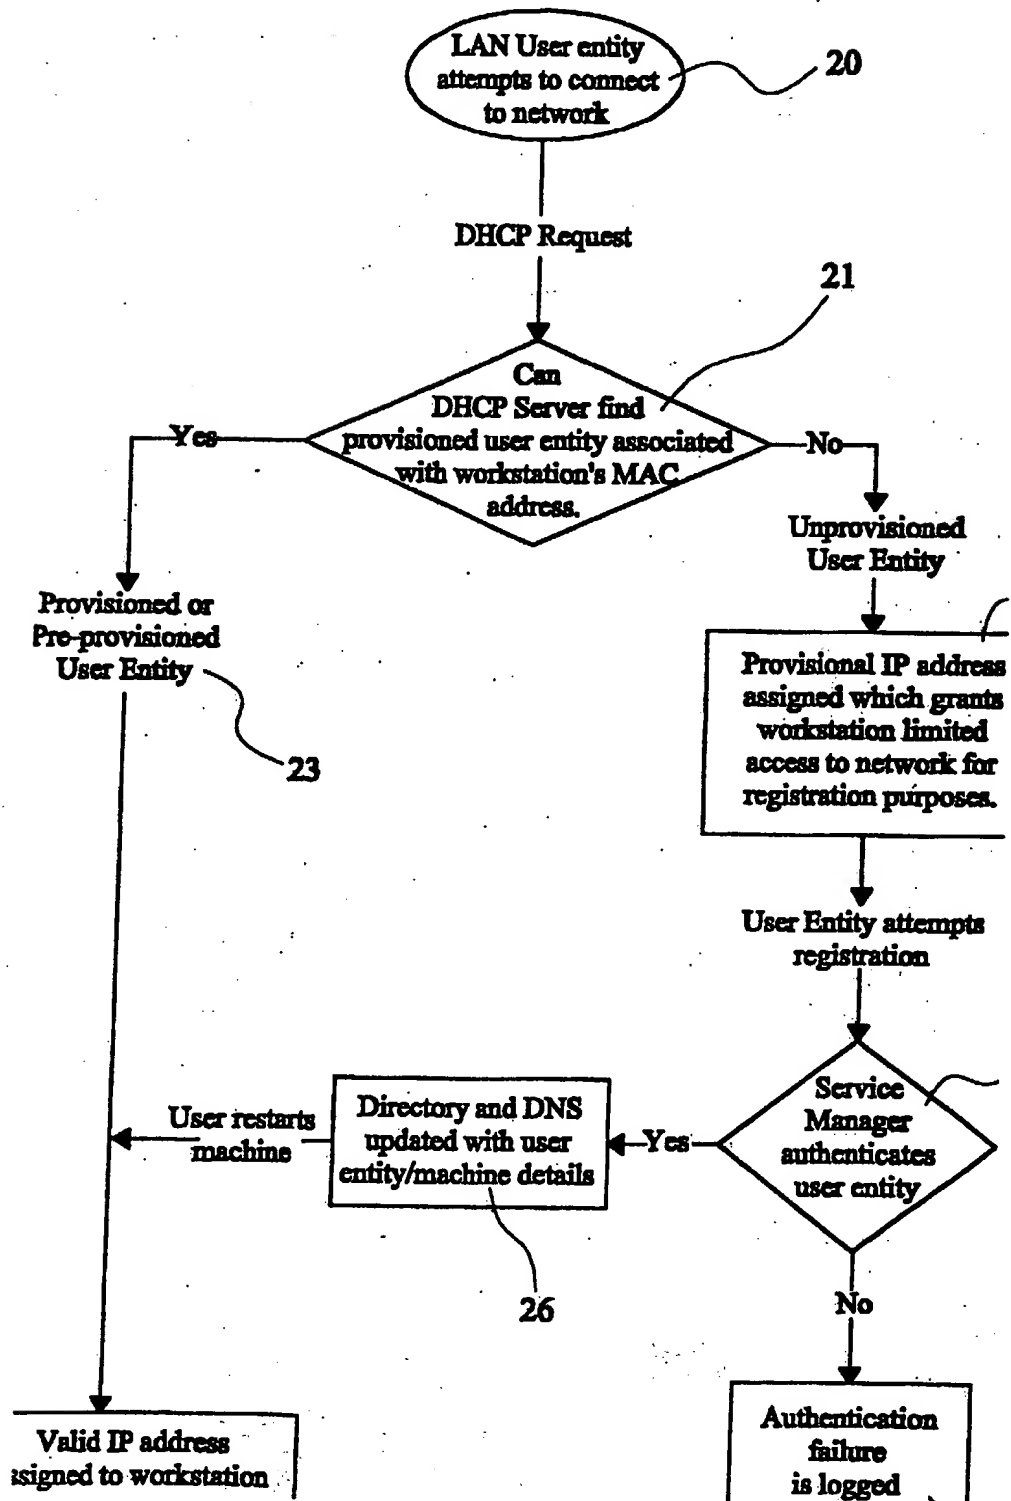 LAN User entity
attempts to connect
to network
20
DHCP Request
21
Can
DHCP Server find
provisioned user entity associated
with workstation's MAC
address.
Yes
No
Unprovisioned
User Entity
Provisioned or
Pre-provisioned
User Entity
23
Provisional IP address
assigned which grants
workstation limited
access to network for
registration purposes.
User Entity attempts
registration
Service
Manager
authenticates
user entity
Yes
Directory and DNS
updated with user
entity/machine details
User restarts
machine
26
No
Valid IP address
ssigned to workstation
Authentication
failure
is logged